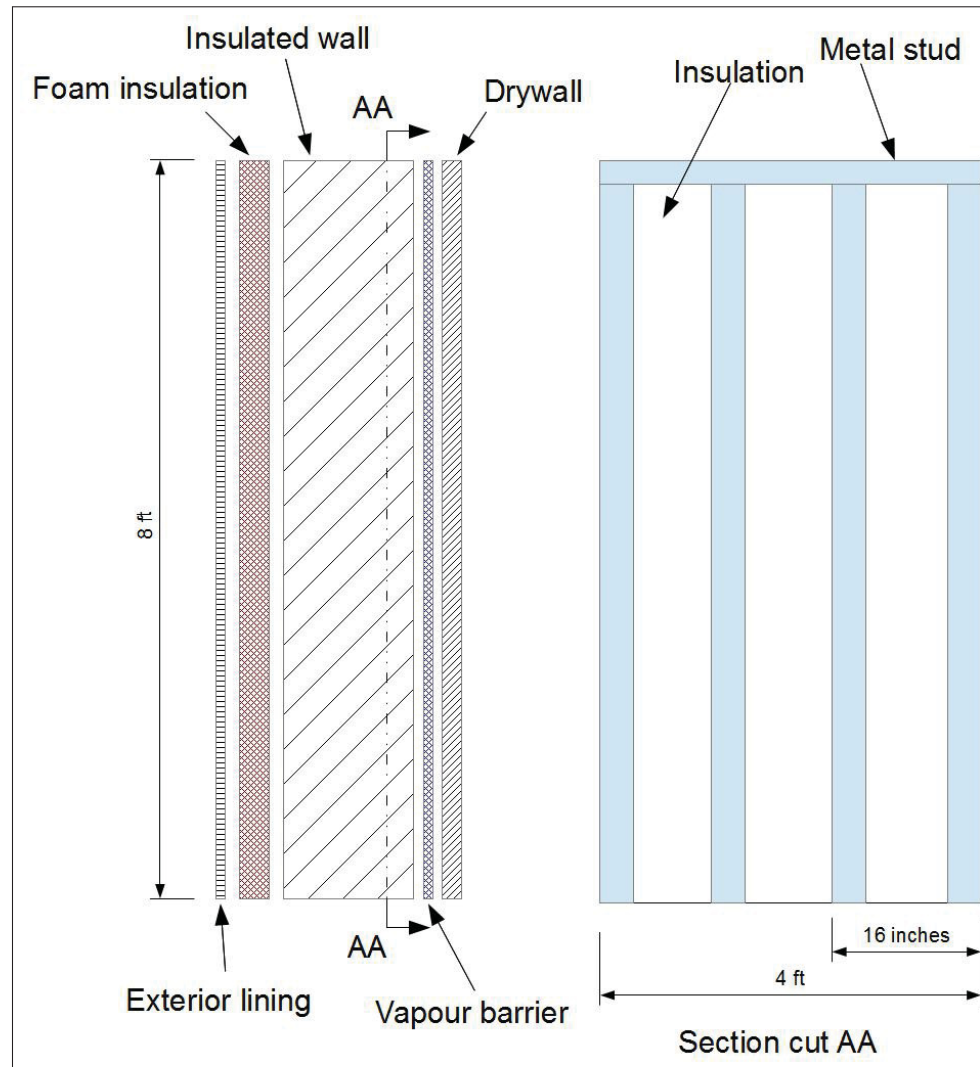 Insulated wall
Metal stud
Insulation
Foam insulation
Drywall
AA
8 ft
AA
16 inches
4 ft
Exterior lining
Vapour barrier
Section cut AA